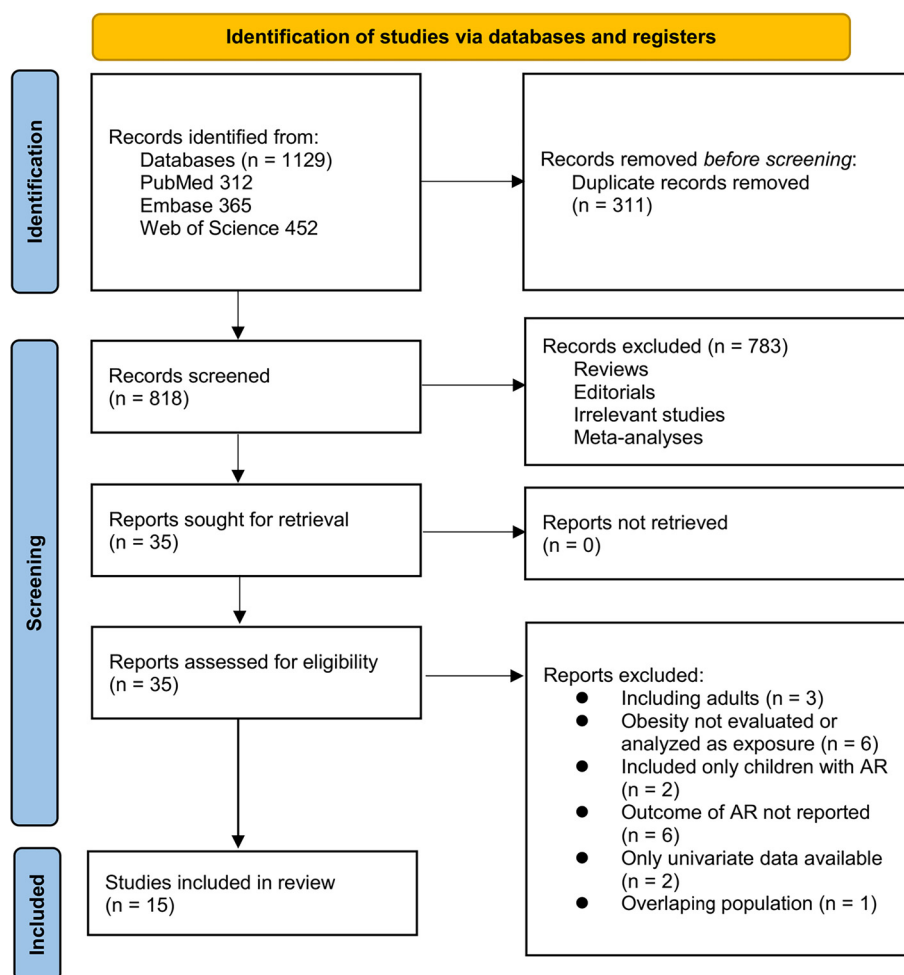 Identification of studies via databases and registers
Identification
Records identified from:
Databases (n = 1129)
PubMed 312
Embase 365
Web of Science 452
Records removed before screening:
Duplicate records removed
(n = 311)
Screening
Records screened
(n = 818)
Records excluded (n = 783)
Reviews
Editorials
Irrelevant studies
Meta-analyses
Reports sought for retrieval
(n = 35)
Reports not retrieved
(n = 0)
Reports assessed for eligibility
(n = 35)
Reports excluded:
● Including adults (n = 3)
● Obesity not evaluated or
analyzed as exposure (n = 6)
● Included only children with AR
(n = 2)
● Outcome of AR not reported
(n = 6)
● Only univariate data available
(n = 2)
● Overlaping population (n = 1)
Included
Studies included in review
(n = 15)